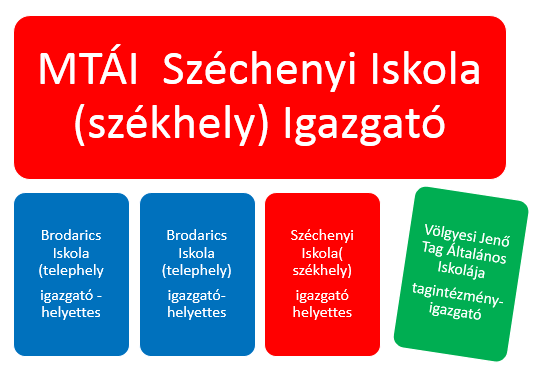 MTÁI  Széchenyi Iskola
(székhely) Igazgató
Brodarics
Iskola
(telephely
igazgató -
helyettes
Brodarics
Iskola
(telephely)
igazgató-
helyettes
Széchenyi
Iskola(
székhely)
igazgató
helyettes
Völgyesi Jenő
Tag Általános
Iskolája
tagintézmény-
igazgató